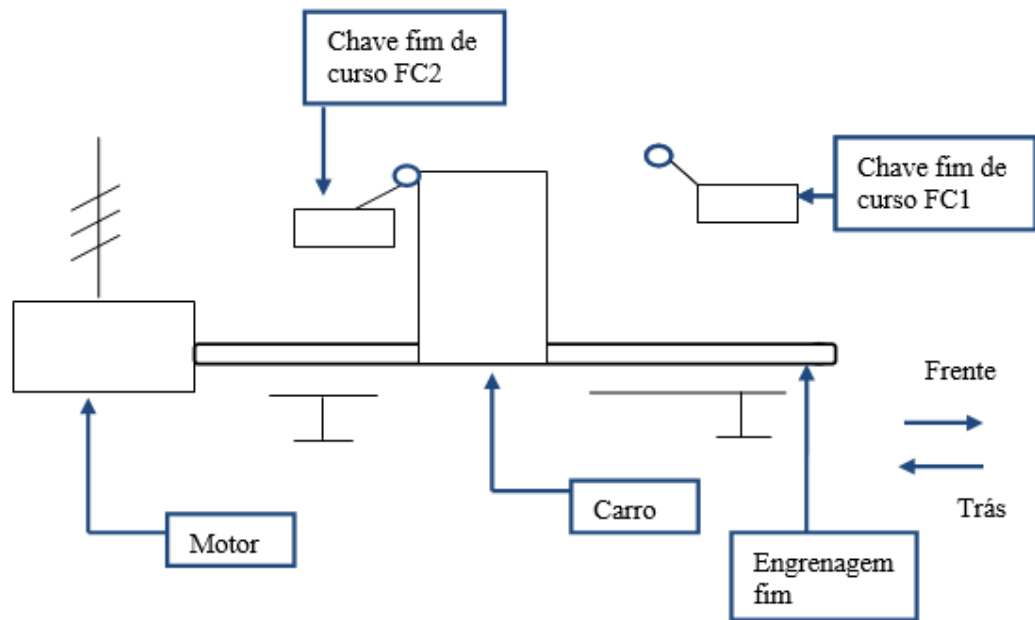 Chave fim de
curso FC2
Chave fim de
curso FC1
Frente
Trás
Carro
Motor
Engrenagem
fim